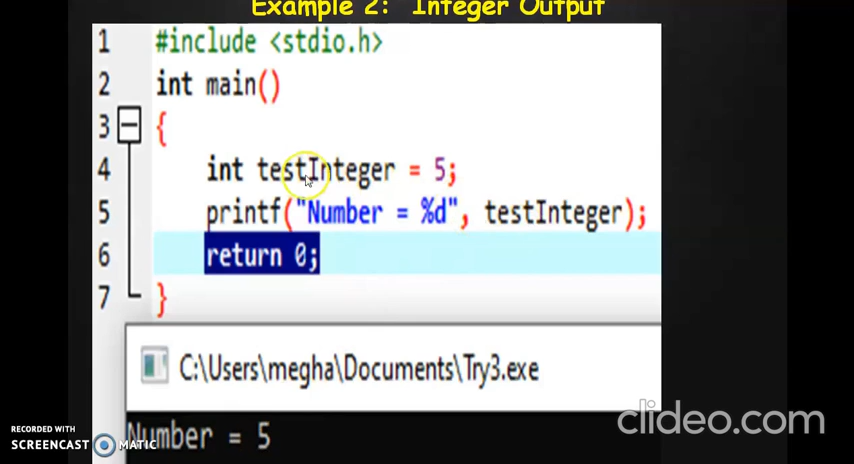 Example 2: Integer Output
1 #include <stdio.h>
2 int main()
3 {
4 int testInteger = 5;
5 printf("Number = %d", testInteger);
6 return 0;
7 }
C:\Users\megha\Documents\Try3.exe
Number = 5
clideo.com
RECORDED WITH
SCREENCAST MATIC